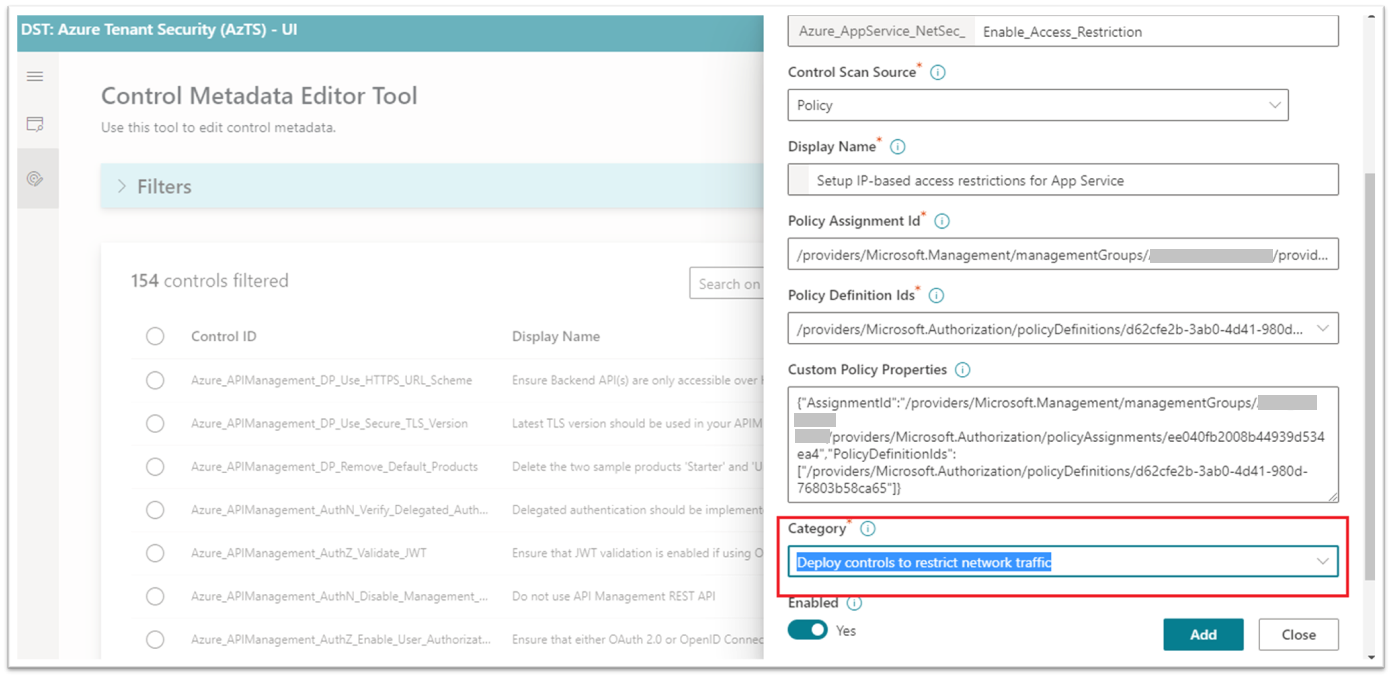 DST: Azure Tenant Security (AzTS) - UI
Control Metadata Editor Tool
Use this tool to edit control metadata.
Filters
154 controls filtered
Search on
Control ID Display Name
Azure_APIManagement_DP_Use_HTTPS_URL_Scheme Ensure Backend API(s) are only accessible over
Azure_APIManagement_DP_Use_Secure_TLS_Version Latest TLS version should be used in your APIM
Azure_APIManagement_DP_Remove_Default_Products Delete the two sample products 'Starter' and 'U
Azure_APIManagement_AuthN_Verify_Delegated_Auth... Delegated authentication should be implement
Azure_APIManagement_AuthZ_Validate_JWT Ensure that JWT validation is enabled if using O
Azure_APIManagement_AuthN_Disable_Management_... Do not use API Management REST API
Azure_APIManagement_AuthZ_Enable_User_Authorizat... Ensure that either OAuth 2.0 or OpenID Connec
Azure_AppService_NetSec_ Enable_Access_Restriction
Control Scan Source*
Policy
Display Name*
Setup IP-based access restrictions for App Service
Policy Assignment Id*
/providers/Microsoft.Management/managementGroups/ /provid...
Policy Definition Ids*
/providers/Microsoft.Authorization/policyDefinitions/d62cfe2b-3ab0-4d41-980d...
Custom Policy Properties
{"AssignmentId":"/providers/Microsoft.Management/managementGroups/
/providers/Microsoft.Authorization/policyAssignments/ee040fb2008b44939d534
ea4","PolicyDefinitionIds":
["/providers/Microsoft.Authorization/policyDefinitions/d62cfe2b-3ab0-4d41-980d-
76803b58ca65"]}
Category*
Deploy controls to restrict network traffic
Enabled
Yes
Add Close